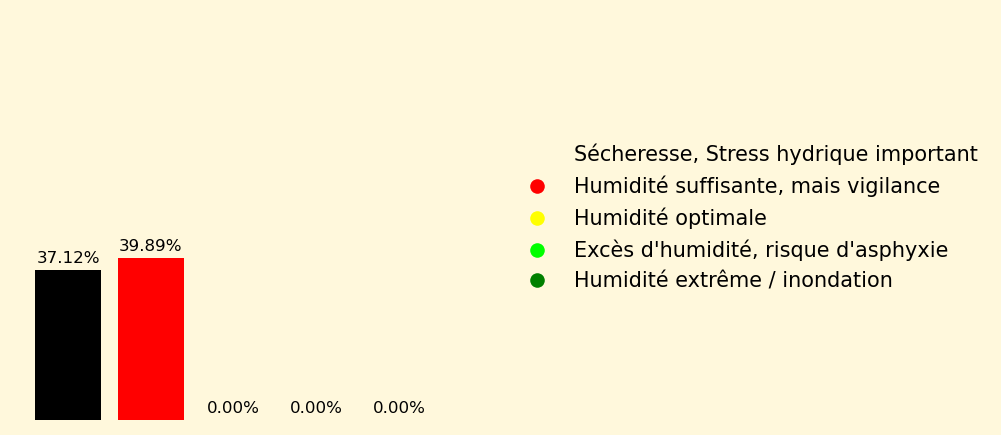 Sécheresse, Stress hydrique important
Humidité suffisante, mais vigilance
Humidité optimale
Excès d'humidité, risque d'asphyxie
Humidité extrême / inondation
39.89%
37.12%
0.00% 0.00% 0.00%